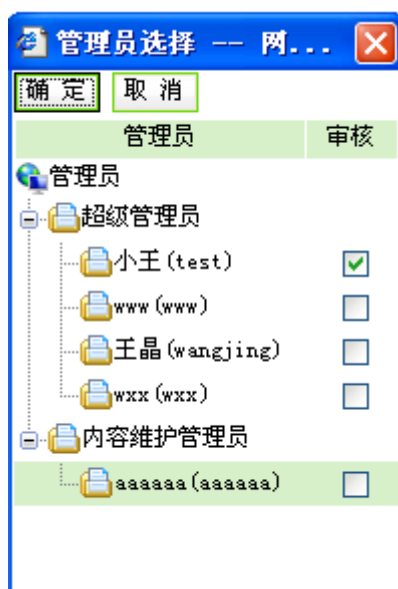 管理员选择 -- 网...
确 定 取 消
管理员 审核
管理员
超级管理员
小王(test)
www(www)
王晶(wangjing)
wxx(wxx)
内容维护管理员
aaaaaa(aaaaaa)